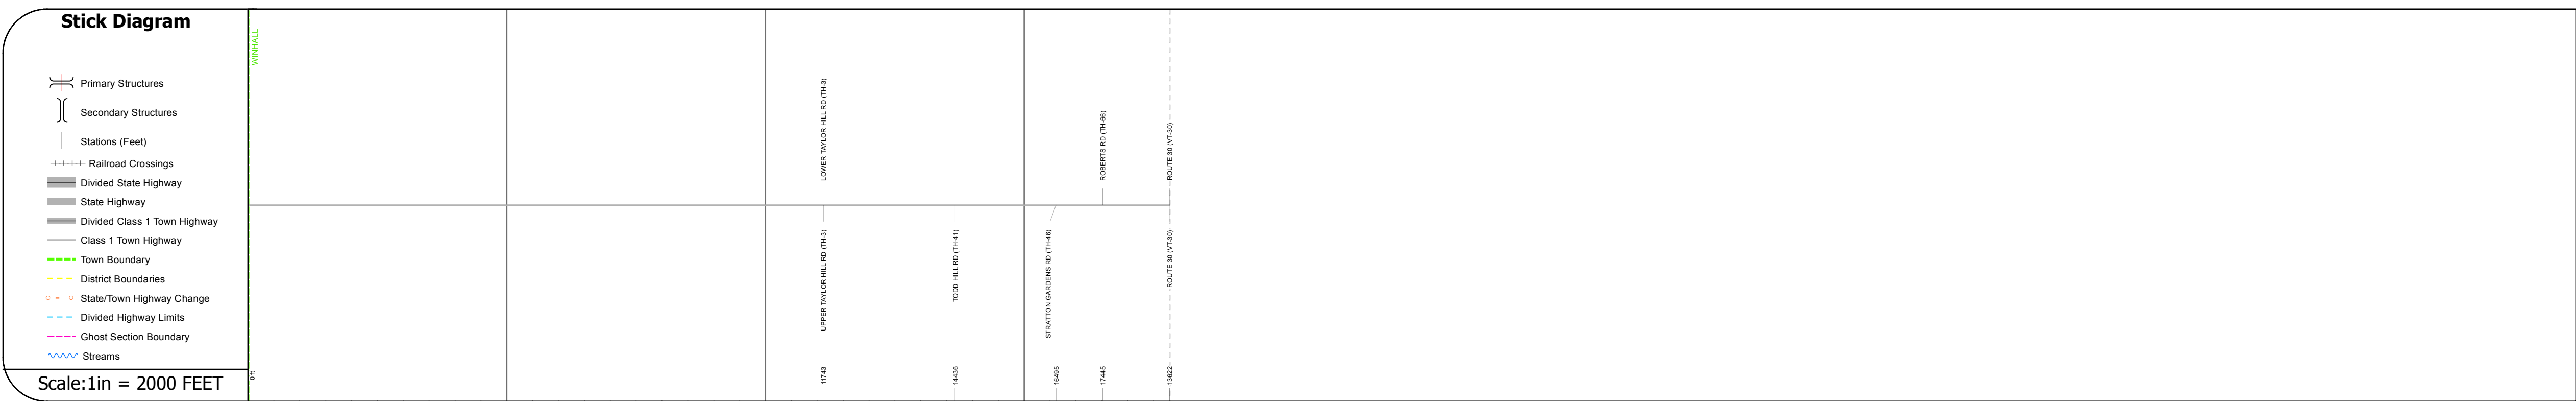 Stick Diagram
Primary Structures
Secondary Structures
Stations (Feet)
Railroad Crossings
Divided State Highway
State Highway
Divided Class 1 Town Highway
Class 1 Town Highway
Town Boundary
District Boundaries
State/Town Highway Change
Divided Highway Limits
Ghost Section Boundary
Streams
Scale:1in = 2000 FEET
WINHALL
0 ft
LOWER TAYLOR HILL RD (TH-3)
UPPER TAYLOR HILL RD (TH-3)
11743
TODD HILL RD (TH-41)
14436
STRATTON GARDENS RD (TH-46)
16495
ROBERTS RD (TH-66)
17445
ROUTE 30 (VT-30)
ROUTE 30 (VT-30)
13622